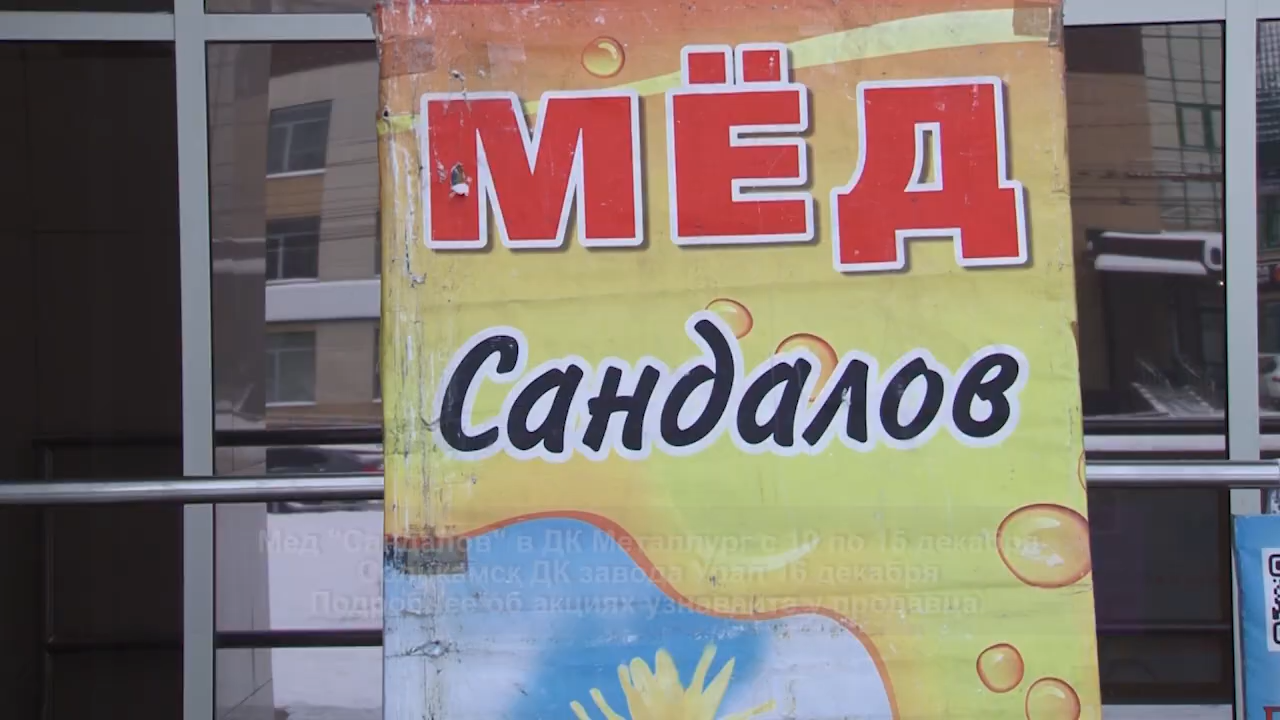 МЁД
Сандалов
Мед "Сандалов" в ДК Металлург с 10 по 15 декабря
Соликамск ДК завода Урал 16 декабря
Подробнее об акциях узнавайте у продавца